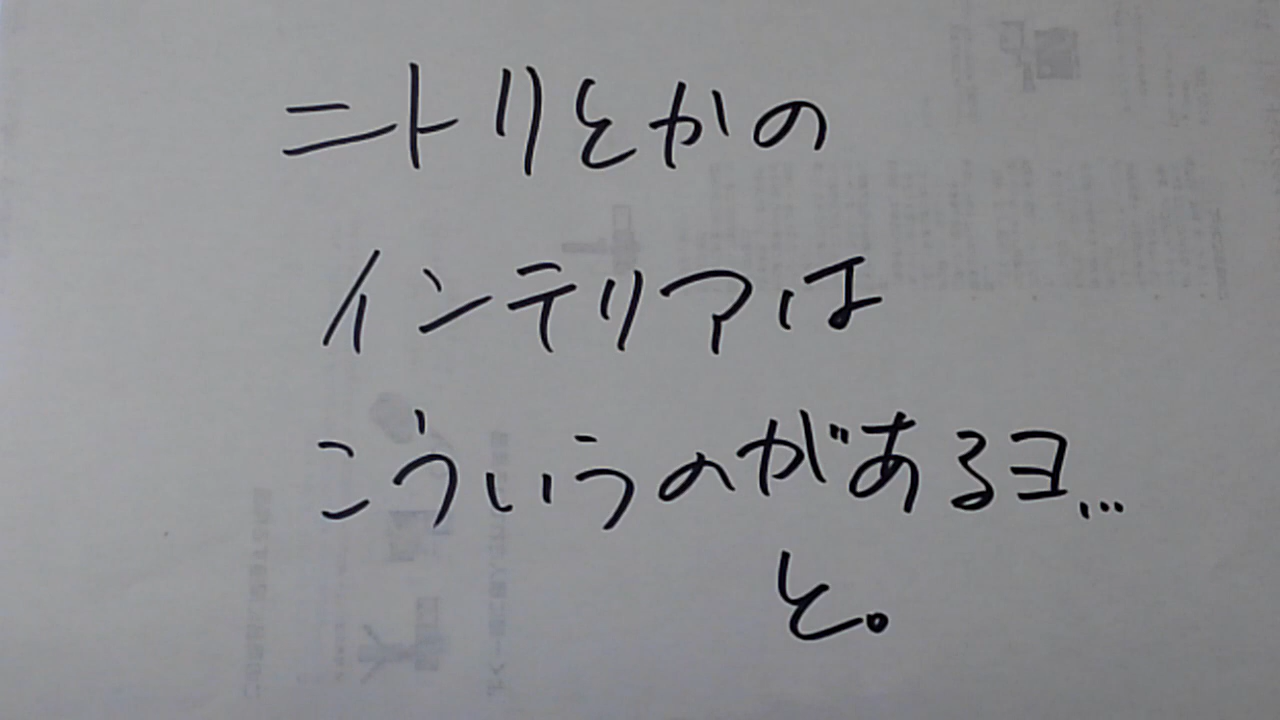 ニトリとかの
インテリアは
こういうのがあるヨ...
と。